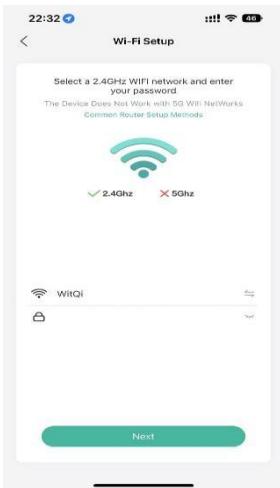 22:32
46
Wi-Fi Setup
Select a 2.4GHz WIFI network and enter
your password
The Device Does Not Work with 5G Wifi NetWorks
Common Router Setup Methods
2.4Ghz
5Ghz
WitQi
Next